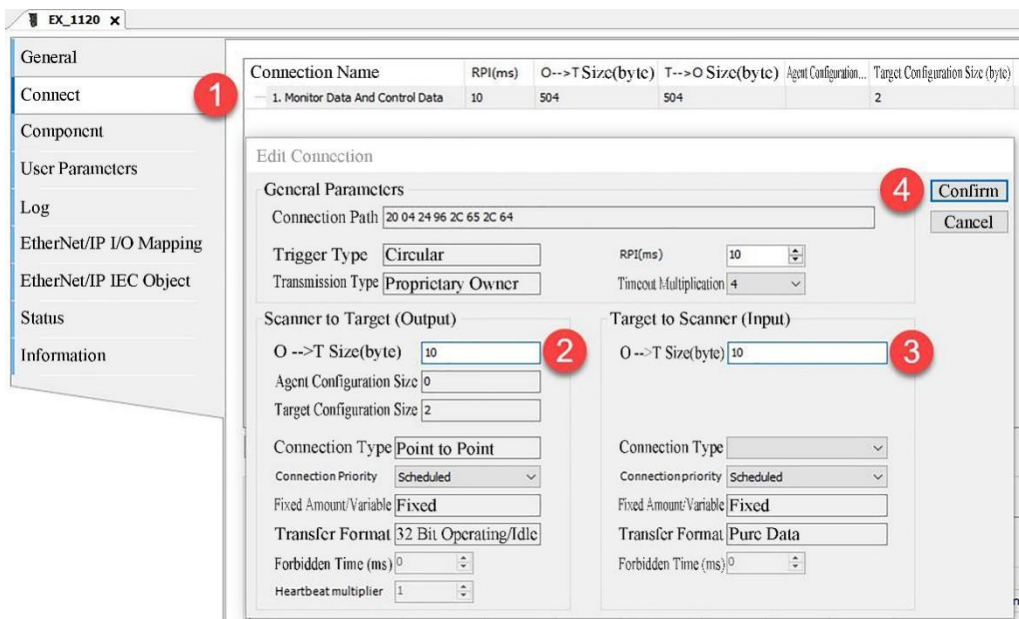 EX_1120 ×
General
Connect
Component
User Parameters
Log
EtherNet/IP I/O Mapping
EtherNet/IP IEC Object
Status
Information
1
Connection Name RPI(ms) O-->T Size(byte) T-->O Size(byte) Agent Configuration... Target Configuration Size (byte)
1. Monitor Data And Control Data 10 504 504 2
Edit Connection
General Parameters
Connection Path 20 04 24 96 2C 65 2C 64
Trigger Type Circular RPI(ms) 10
Transmission Type Proprictary Owner Timeout Multiplication 4
4
Confirm
Cancel
Scanner to Target (Output)
O -->T Size(byte) 10
2
Agent Configuration Size 0
Target Configuration Size 2
Connection Type Point to Point
Connection Priority Scheduled
Fixed Amount/Variable Fixed
Transfer Format 32 Bit Operating/Idle
Forbidden Time (ms) 0
Heartbeat multiplier 1
Target to Scanner (Input)
O -->T Size(byte) 10
3
Connection Type
Connectionpriority Scheduled
Fixed Amount/Variable Fixed
Transfer Format Pure Data
Forbidden Time (ms) 0